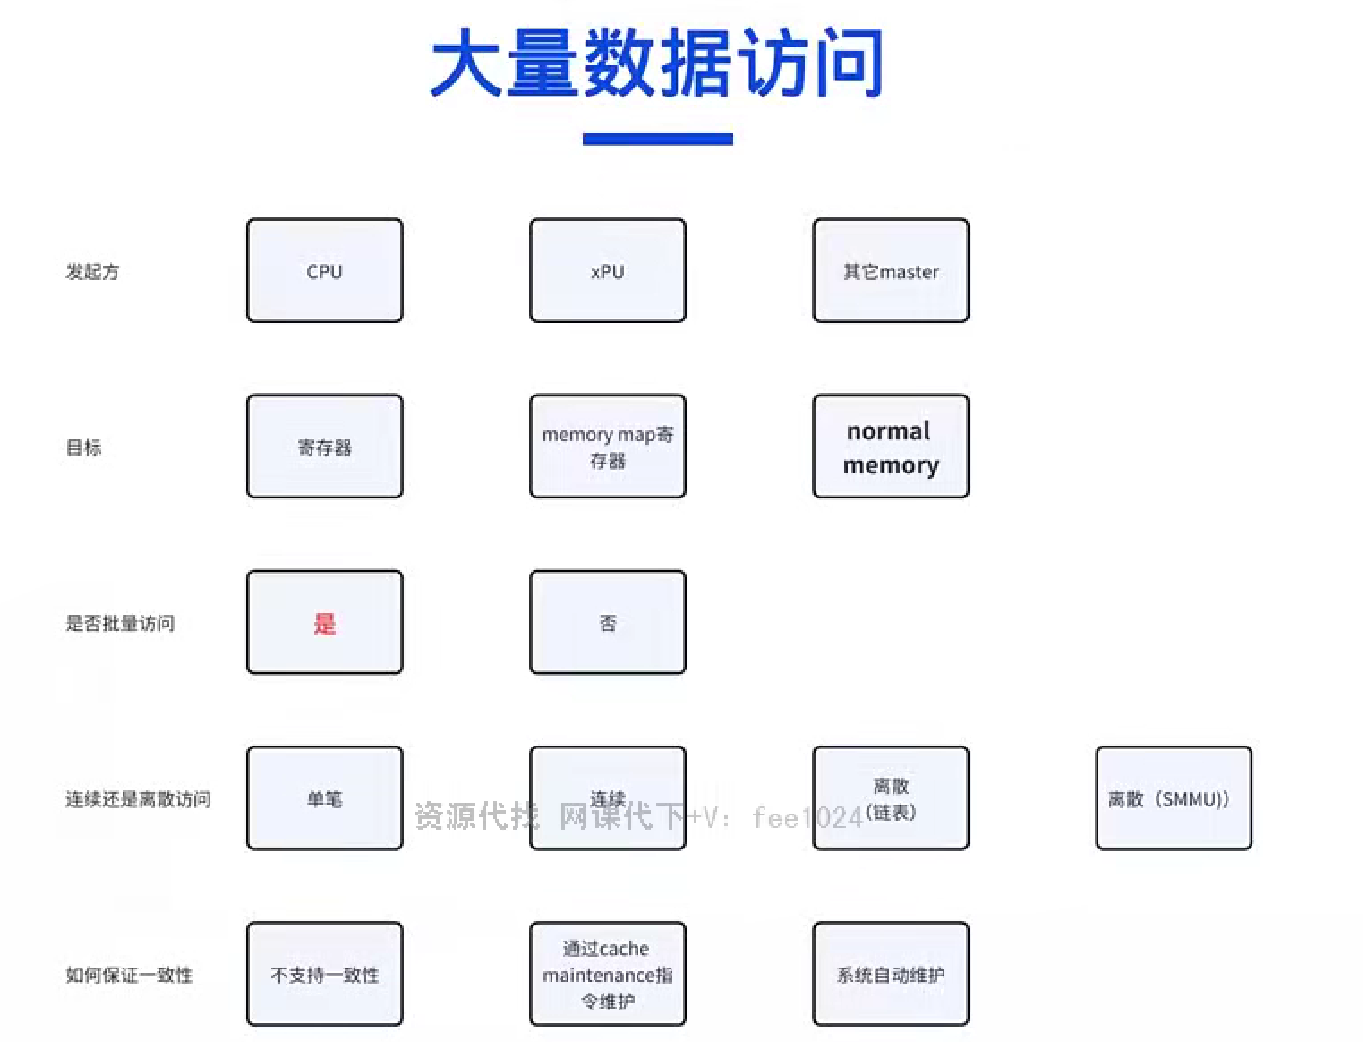 大量数据访问
发起方
CPU
xPU
其它master
目标
寄存器
memory map寄
存器
normal
memory
是否批量访问
是
否
连续还是离散访问
单笔
连续
离散
（链表）
离散（SMMU)）
资源代找 网课代下+V: fee1024
如何保证一致性
不支持一致性
通过cache
maintenance指
令维护
系统自动维护